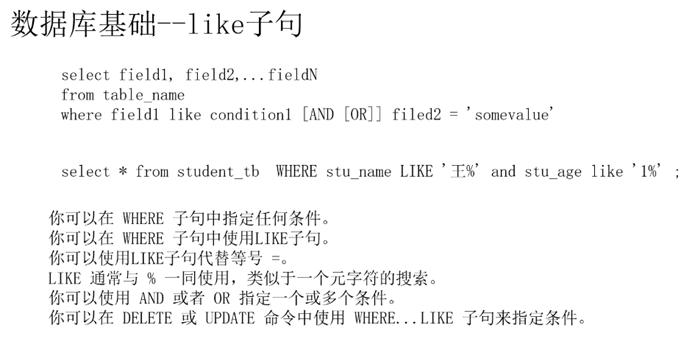 数据库基础--like子句
select field1, field2,...fieldN
from table_name
where field1 like condition1 [AND [OR]] filed2 = 'somevalue'
select * from student_tb  WHERE stu_name LIKE '王%' and stu_age like '1%' ;
你可以在 WHERE 子句中指定任何条件。
你可以在 WHERE 子句中使用LIKE子句。
你可以使用LIKE子句代替等号 =。
LIKE 通常与 % 一同使用，类似于一个元字符的搜索。
你可以使用 AND 或者 OR 指定一个或多个条件。
你可以在 DELETE 或 UPDATE 命令中使用 WHERE...LIKE 子句来指定条件。